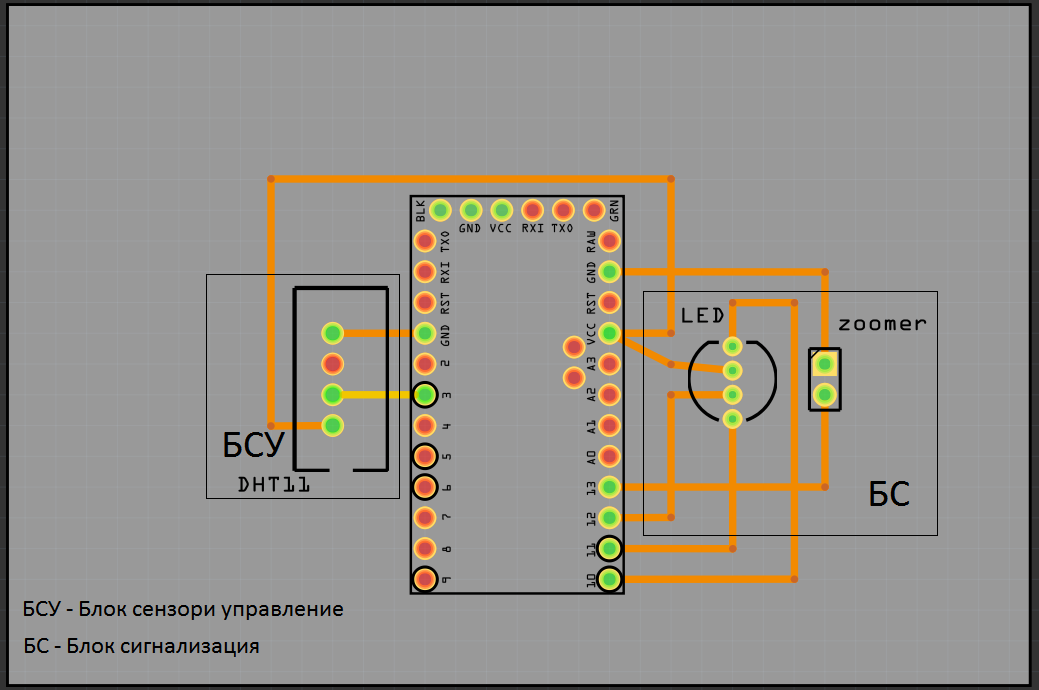 BLK GND VCC RXI TXO GRN
TXO RAW
RXI GND
RST RST
GND VCC
2 A3
3 A2
4 A1
5 A0
6 13
7 12
8 11
9 10
LED
zoomer
БСУ
DHT11
БС
БСУ - Блок сензори управление
БС - Блок сигнализация